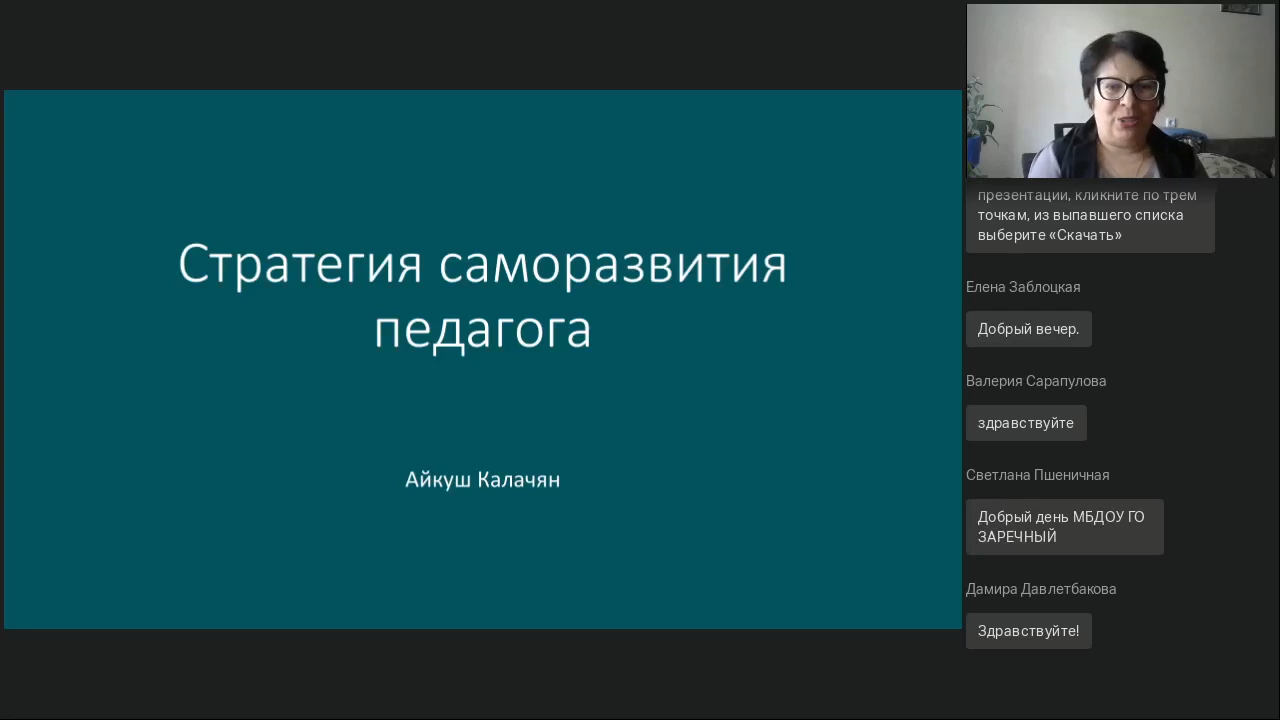 Стратегия саморазвития
педагога
Айкуш Калачян
презентации, кликните по трем
точкам, из выпавшего списка
выберите «Скачать»
Елена Заблоцкая
Добрый вечер.
Валерия Сарапулова
здравствуйте
Светлана Пшеничная
Добрый день МБДОУ ГО
ЗАРЕЧНЫЙ
Дамира Давлетбакова
Здравствуйте!